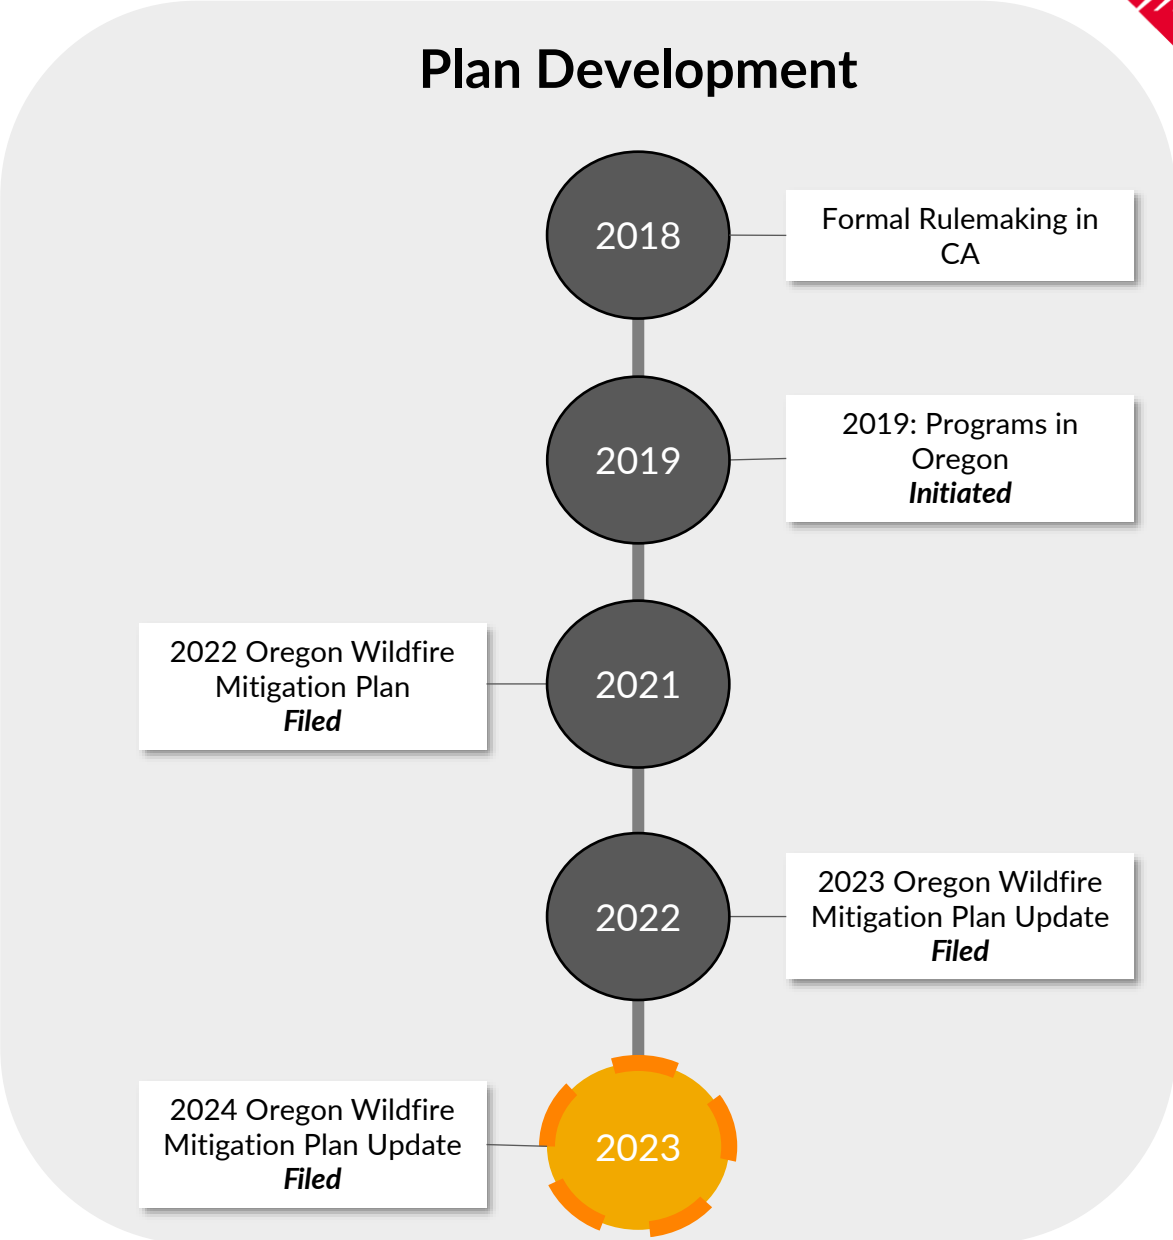 Plan Development
2018
Formal Rulemaking in
CA
2019
2019: Programs in
Oregon
Initiated
2022 Oregon Wildfire
Mitigation Plan
Filed
2021
2022
2023 Oregon Wildfire
Mitigation Plan Update
Filed
2024 Oregon Wildfire
Mitigation Plan Update
Filed
2023